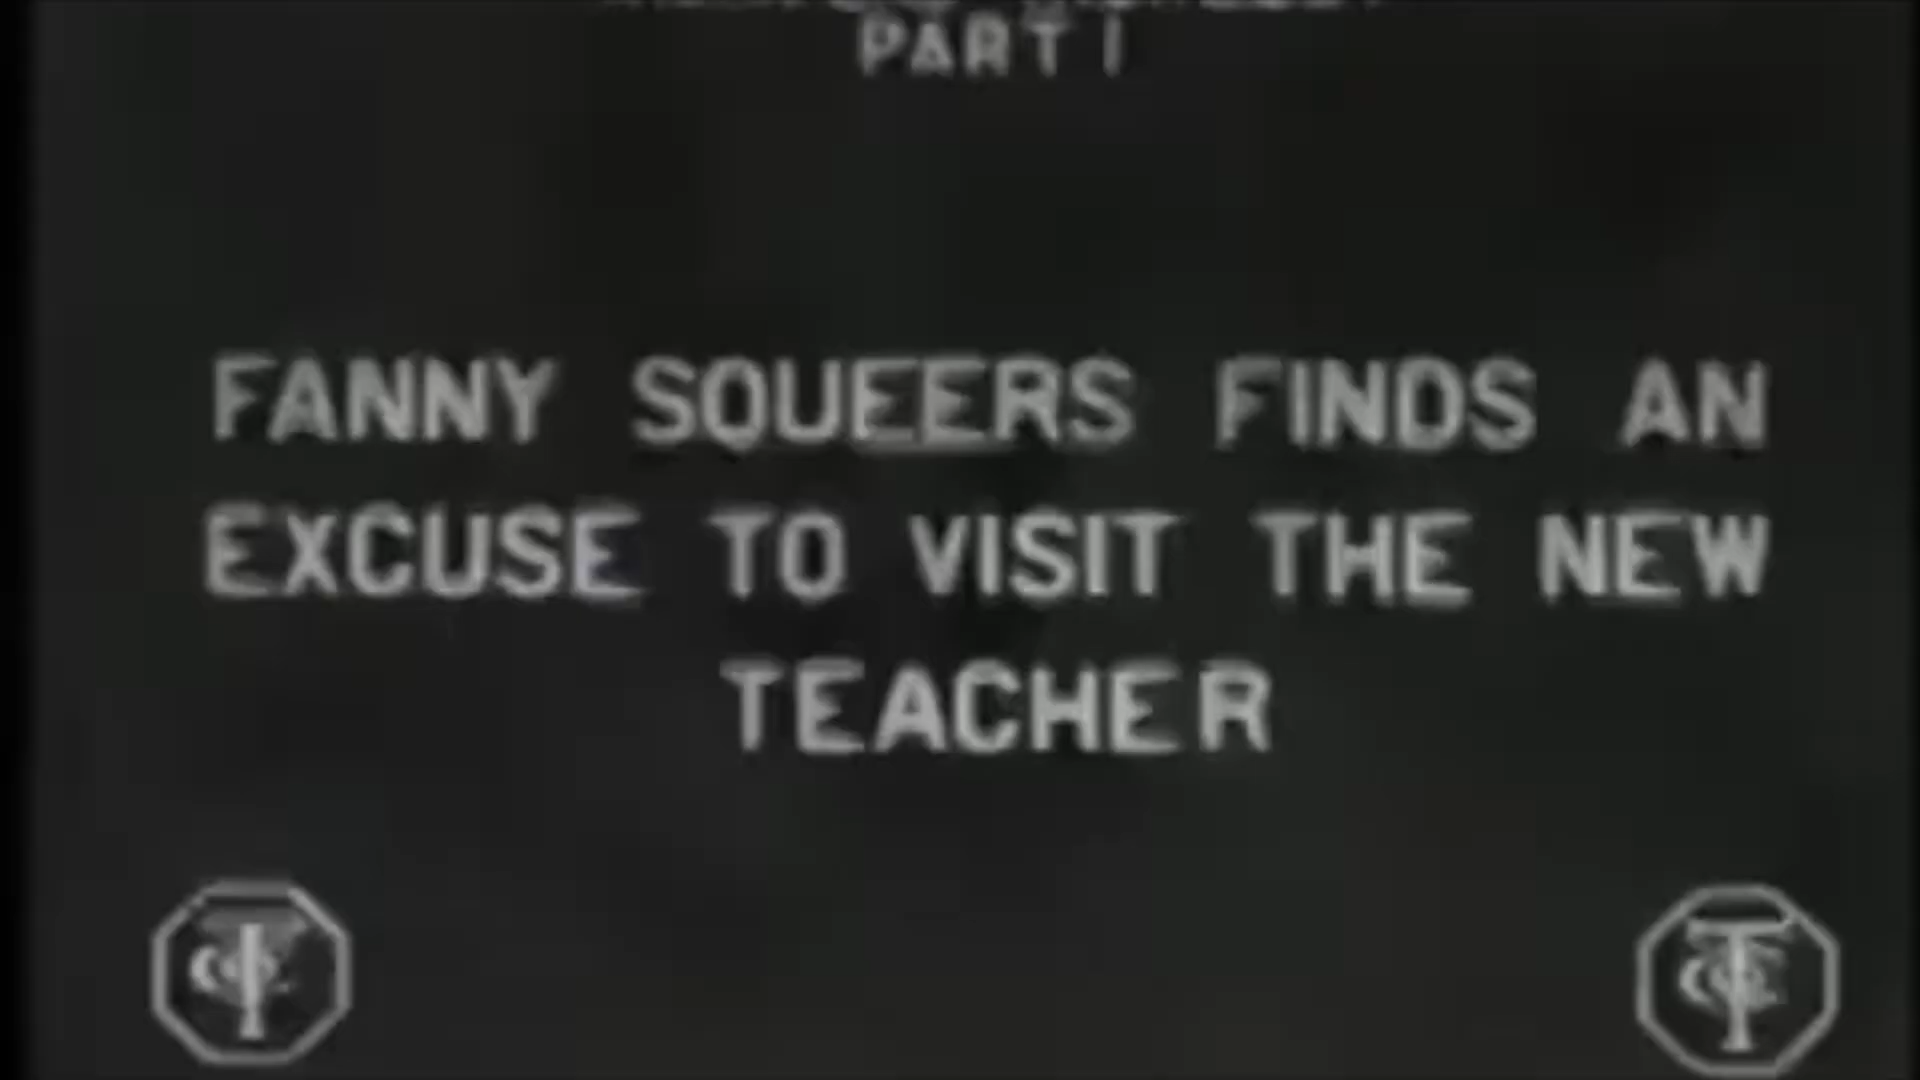 PART I
FANNY SQUEERS FINDS AN
EXCUSE TO VISIT THE NEW
TEACHER